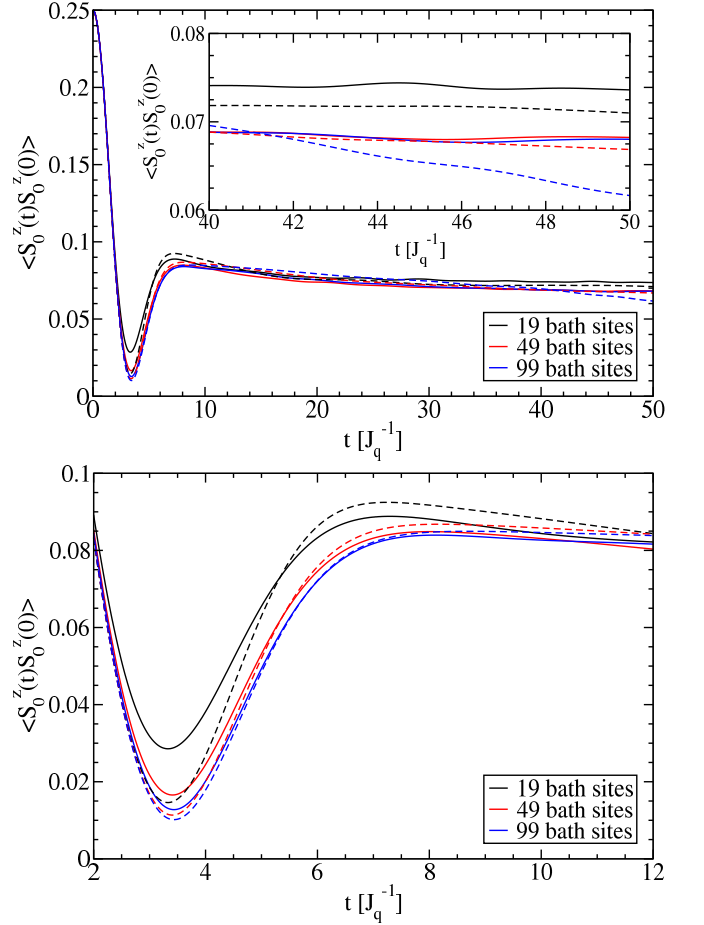 0.25
0.2
0.15
0.1
0.05
0
<S₀ᶻ(t)S₀ᶻ(0)>
0.08
0.07
0.06
<S₀ᶻ(t)S₀ᶻ(0)>
40 42 44 46 48 50
t [J_q⁻¹]
19 bath sites
49 bath sites
99 bath sites
0 10 20 30 40 50
t [J_q⁻¹]
0.1
0.08
0.06
0.04
0.02
0
<S₀ᶻ(t)S₀ᶻ(0)>
19 bath sites
49 bath sites
99 bath sites
2 4 6 8 10 12
t [J_q⁻¹]